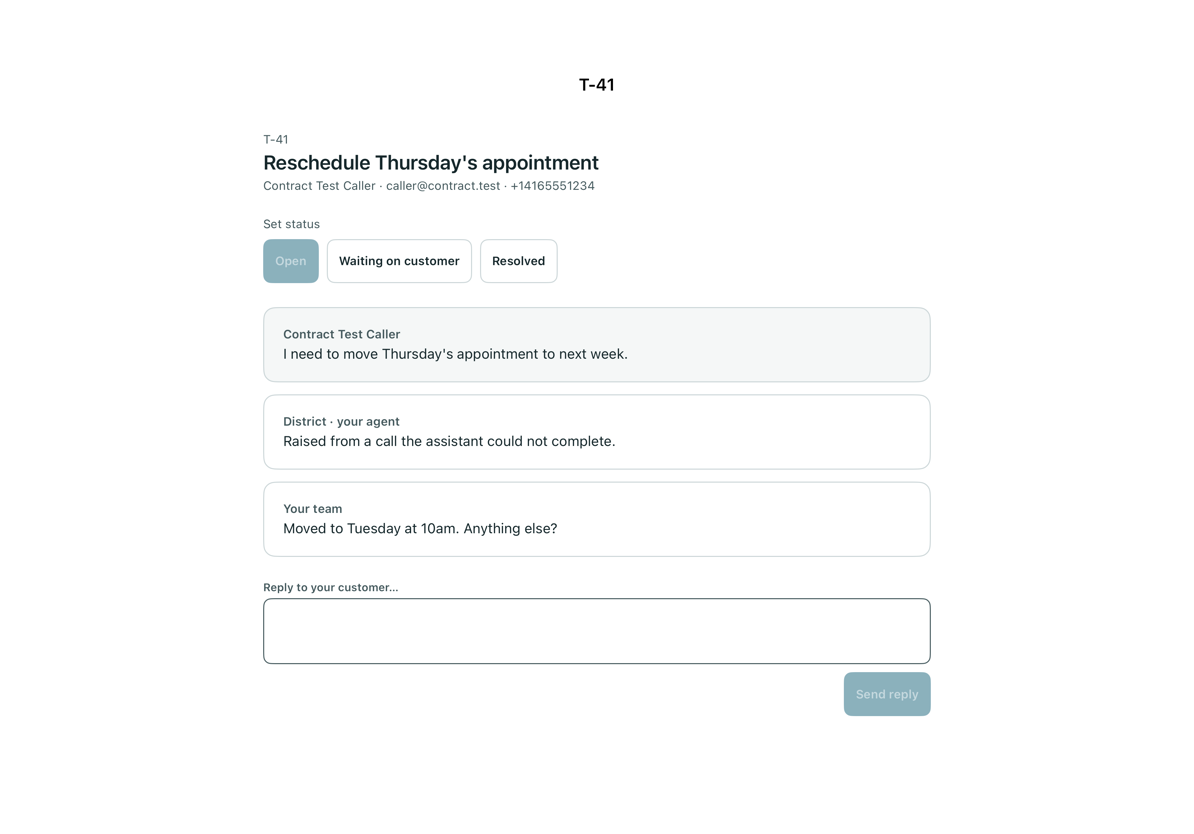 T-41
T-41
Reschedule Thursday's appointment
Contract Test Caller · caller@contract.test · +14165551234
Set status
Open
Waiting on customer
Resolved
Contract Test Caller
I need to move Thursday's appointment to next week.
District · your agent
Raised from a call the assistant could not complete.
Your team
Moved to Tuesday at 10am. Anything else?
Reply to your customer...
Send reply